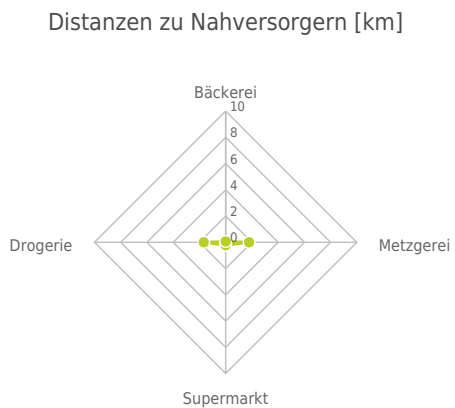 Distanzen zu Nahversorgern [km]
Bäckerei
10
8
6
4
2
0
Drogerie
Metzgerei
Supermarkt